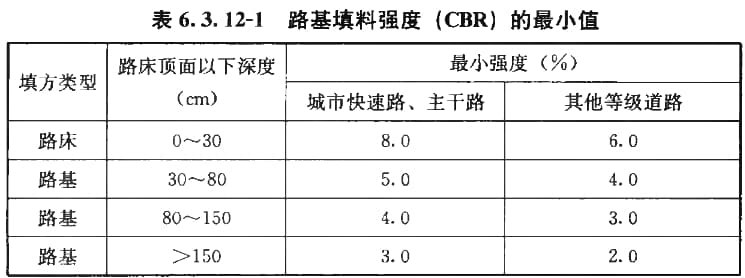 表 6.3.12-1 路基填料强度（CBR）的最小值
填方类型 路床顶面以下深度（cm） 最小强度（%）
城市快速路、主干路 其他等级道路
路床 0～30 8.0 6.0
路基 30～80 5.0 4.0
路基 80～150 4.0 3.0
路基 >150 3.0 2.0